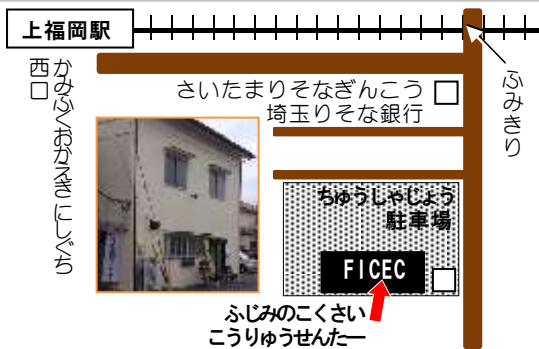 上福岡駅
西口
かみふくおかえきにしぐち
さいたまりそなぎんこう
埼玉りそな銀行
ふみきり
ちゅうしゃじょう
駐車場
FICEC
ふじみのこくさい
こうりゅうせんたー